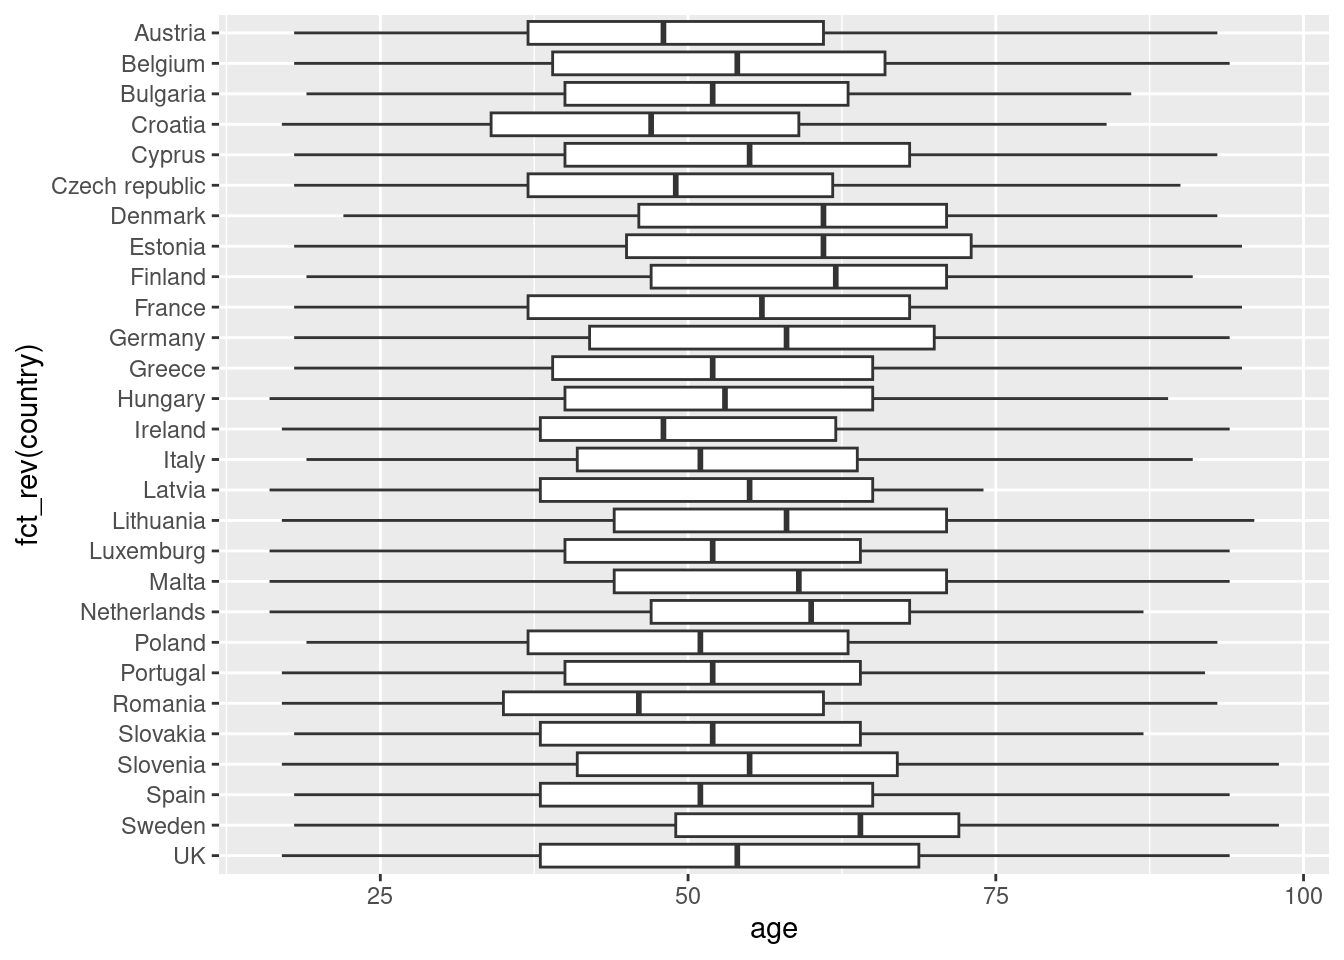 Austria
Belgium
Bulgaria
Croatia
Cyprus
Czech republic
Denmark
Estonia
Finland
France
Germany
Greece
Hungary
Ireland
Italy
Latvia
Lithuania
Luxemburg
Malta
Netherlands
Poland
Portugal
Romania
Slovakia
Slovenia
Spain
Sweden
UK
fct_rev(country)
25 50 75 100
age